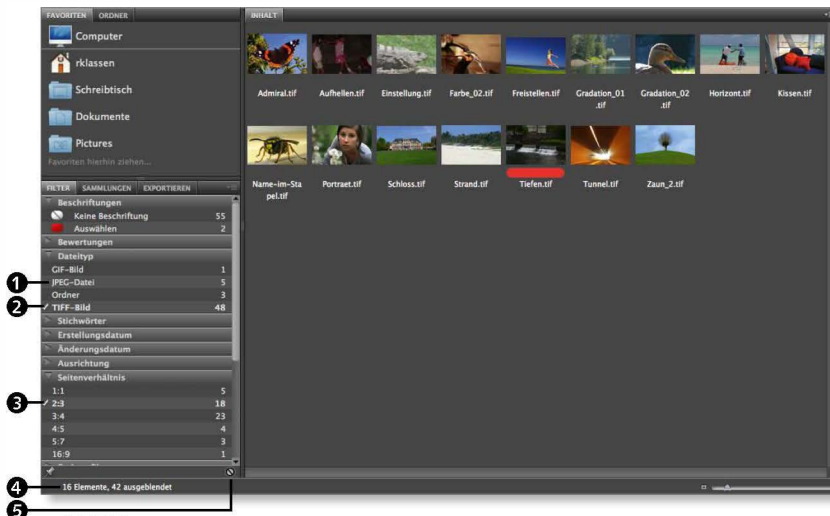 FAVORITEN ORDNER
Computer
rklassen
Schreibtisch
Dokumente
Pictures
Favoriten hierhin ziehen...
FILTER SAMMLUNGEN EXPORTIEREN
Beschriftungen
Keine Beschriftung 55
Auswählen 2
Bewertungen
Dateityp
GIF-Bild 1
1 JPEG-Datei 5
Ordner 3
2 TIFF-Bild 48
Stichwörter
Erstellungsdatum
Änderungsdatum
Ausrichtung
Seitenverhältnis
1:1 5
3 2:3 18
3:4 23
4:5 4
5:7 3
16:9 1
4 16 Elemente, 42 ausgeblendet
5
INHALT
Admiral.tif Aufhellen.tif Einstellung.tif Farbe_02.tif Freistellen.tif Gradation_01 Gradation_02 Horizont.tif Kissen.tif
.tif .tif
Name-im-Sta Portraet.tif Schloss.tif Strand.tif Tiefen.tif Tunnel.tif Zaun_2.tif
pel.tif